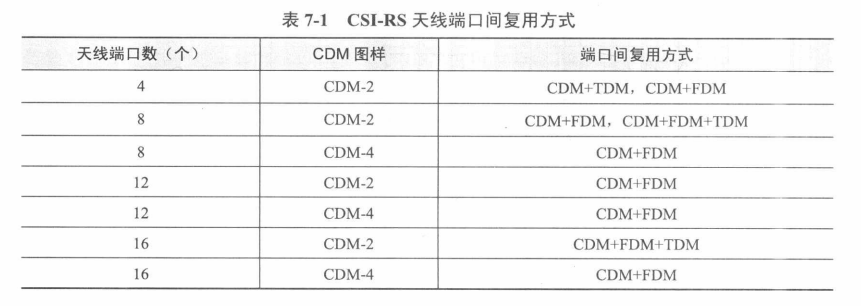 表 7-1 CSI-RS 天线端口间复用方式
天线端口数（个） CDM 图样 端口间复用方式
4 CDM-2 CDM+TDM，CDM+FDM
8 CDM-2 CDM+FDM，CDM+FDM+TDM
8 CDM-4 CDM+FDM
12 CDM-2 CDM+FDM
12 CDM-4 CDM+FDM
16 CDM-2 CDM+FDM+TDM
16 CDM-4 CDM+FDM